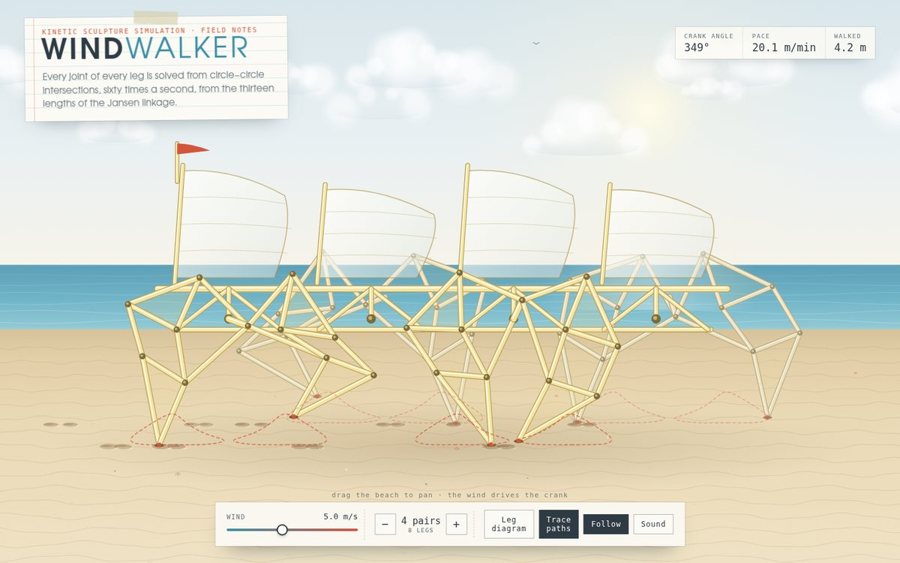 KINETIC SCULPTURE SIMULATION · FIELD NOTES
WINDWALKER
Every joint of every leg is solved from circle–circle
intersections, sixty times a second, from the thirteen
lengths of the Jansen linkage.
CRANK ANGLE
349°
PACE
20.1 m/min
WALKED
4.2 m
drag the beach to pan · the wind drives the crank
WIND
5.0 m/s
−
4 pairs
8 LEGS
+
Leg
diagram
Trace
paths
Follow
Sound